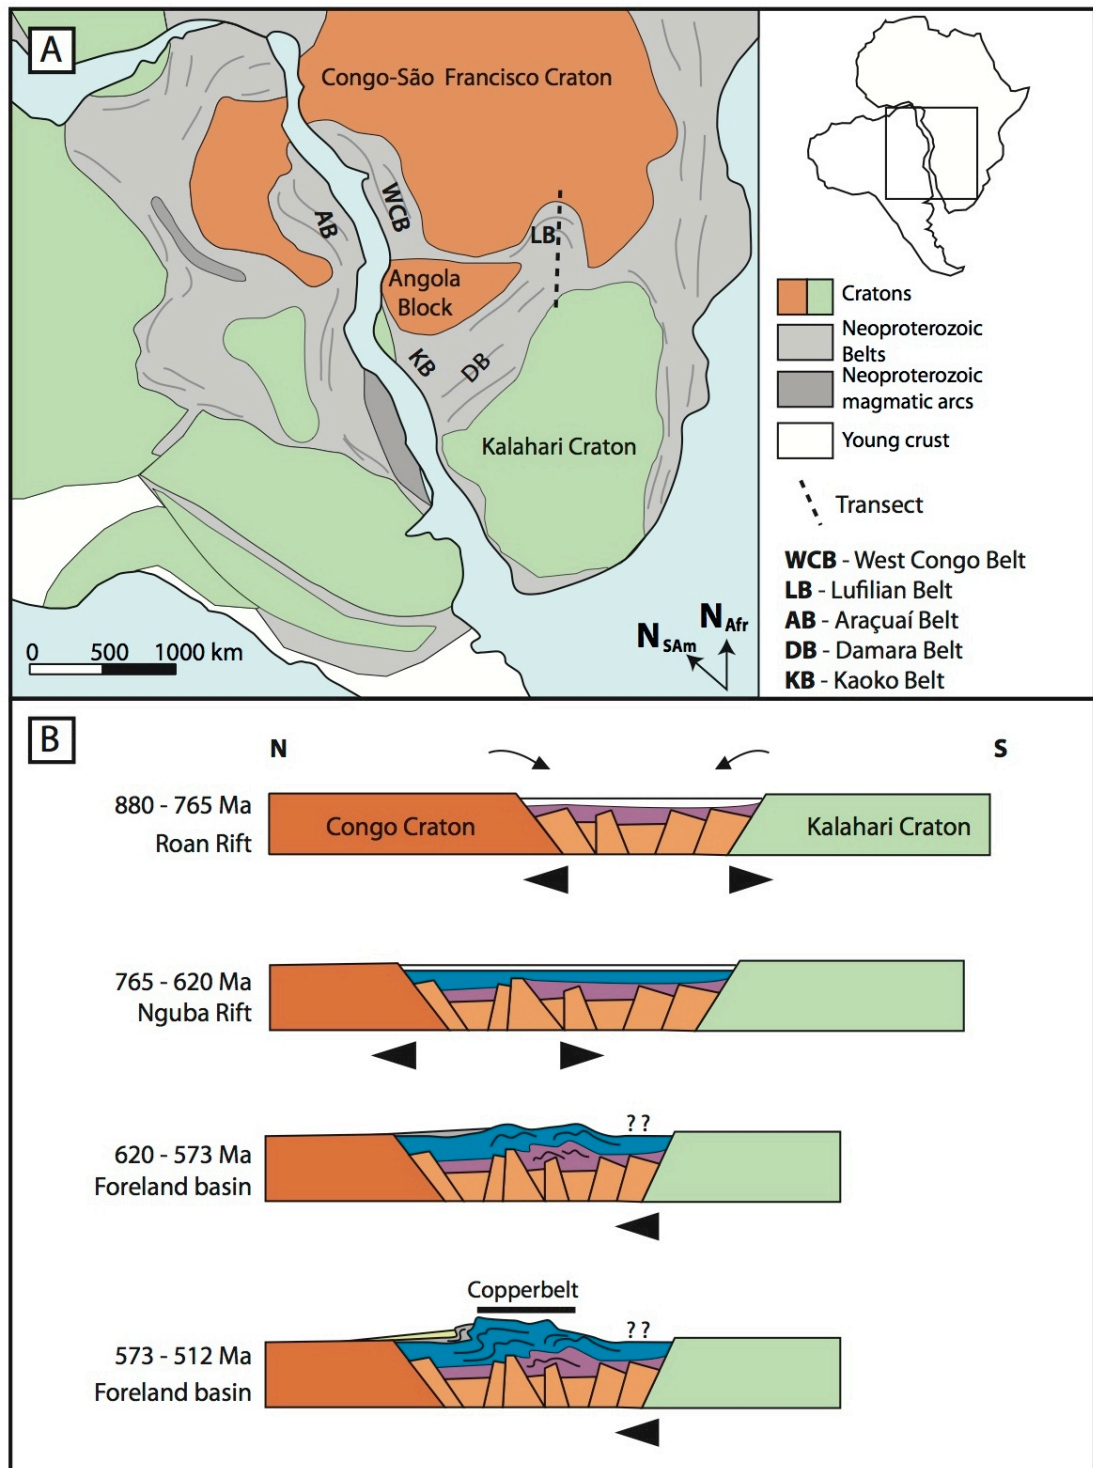 A
Congo-São Francisco Craton
WCB
AB
LB
Angola
Block
KB
DB
Kalahari Craton
0 500 1000 km
N SAm
N Afr
Cratons
Neoproterozoic
Belts
Neoproterozoic
magmatic arcs
Young crust
Transect
WCB - West Congo Belt
LB - Lufilian Belt
AB - Araçuaí Belt
DB - Damara Belt
KB - Kaoko Belt
B
N
S
880 - 765 Ma
Roan Rift
Congo Craton
Kalahari Craton
765 - 620 Ma
Nguba Rift
? ?
620 - 573 Ma
Foreland basin
Copperbelt
? ?
573 - 512 Ma
Foreland basin